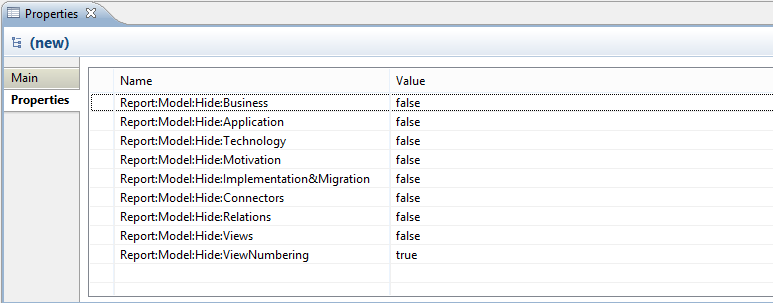 Properties
(new)
Main
Properties
Name Value
Report:Model:Hide:Business false
Report:Model:Hide:Application false
Report:Model:Hide:Technology false
Report:Model:Hide:Motivation false
Report:Model:Hide:Implementation&Migration false
Report:Model:Hide:Connectors false
Report:Model:Hide:Relations false
Report:Model:Hide:Views false
Report:Model:Hide:ViewNumbering true